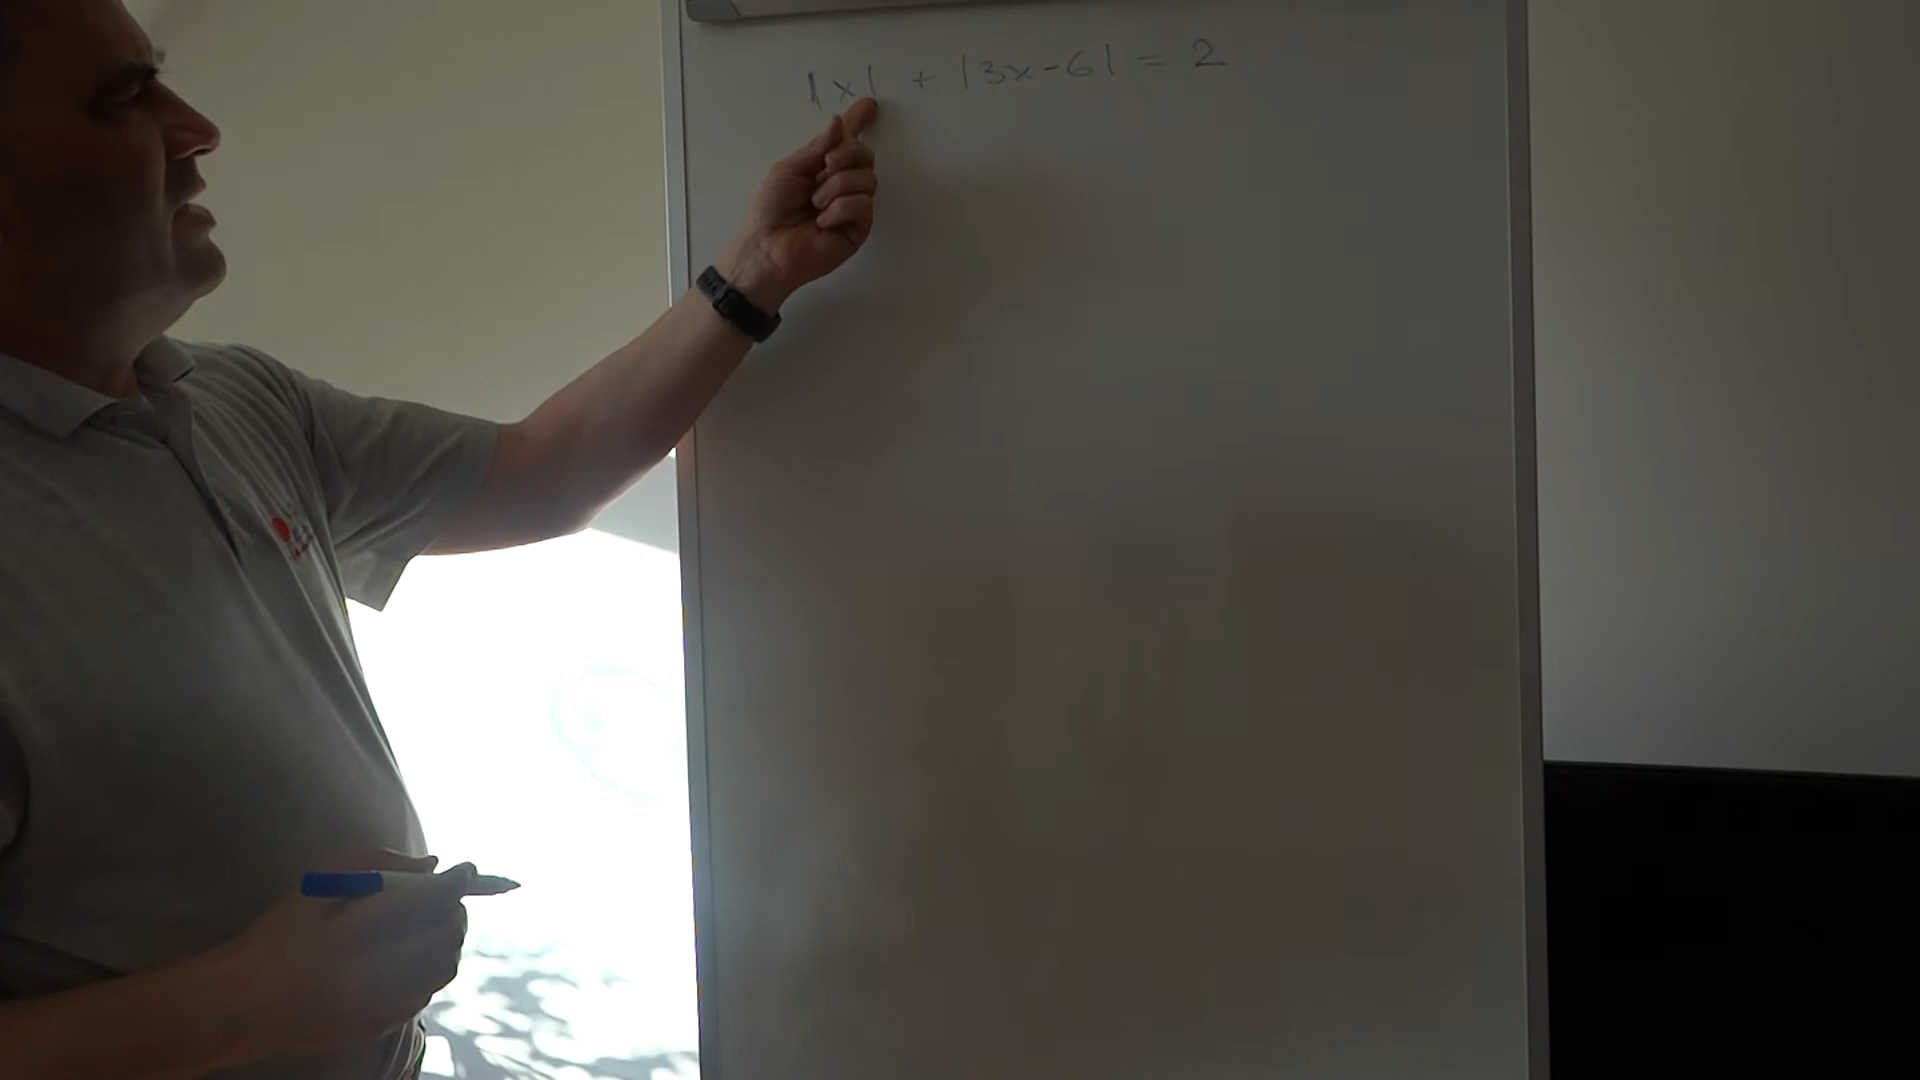 |x| + |3x-6| = 2